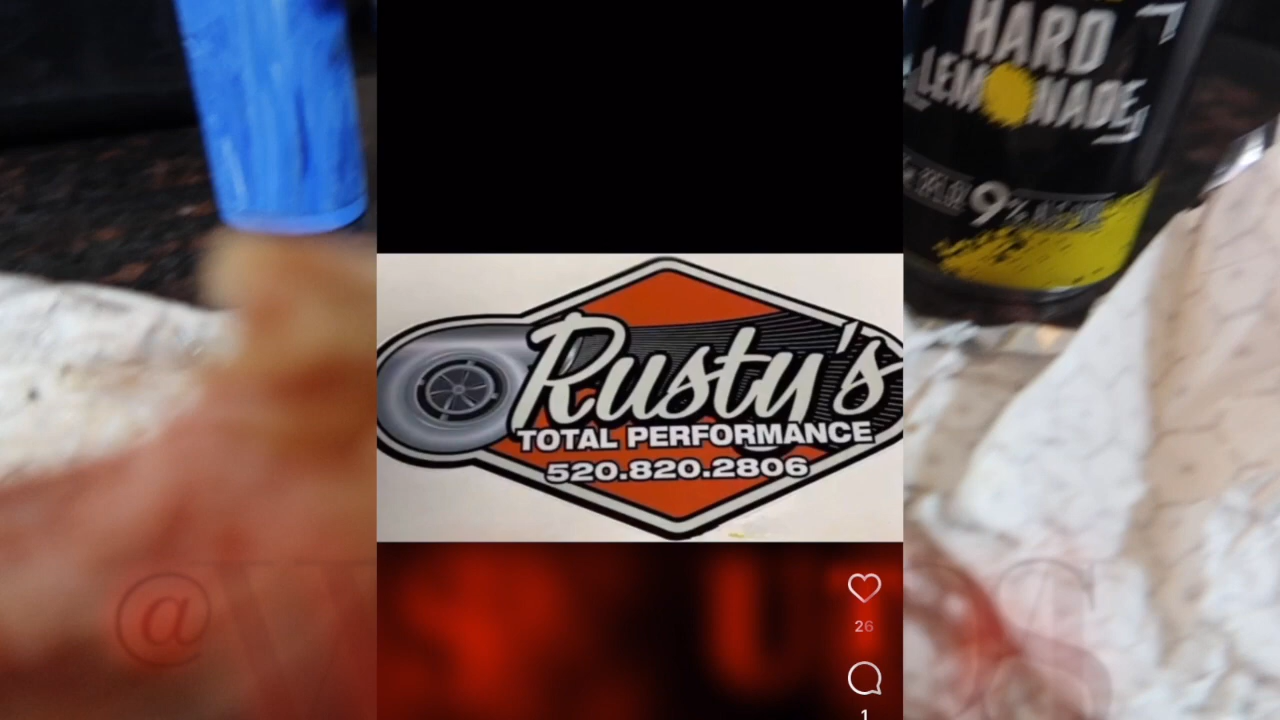 HARD
LEMONADE
9%
Rusty's
TOTAL PERFORMANCE
520.820.2806
26
1
@